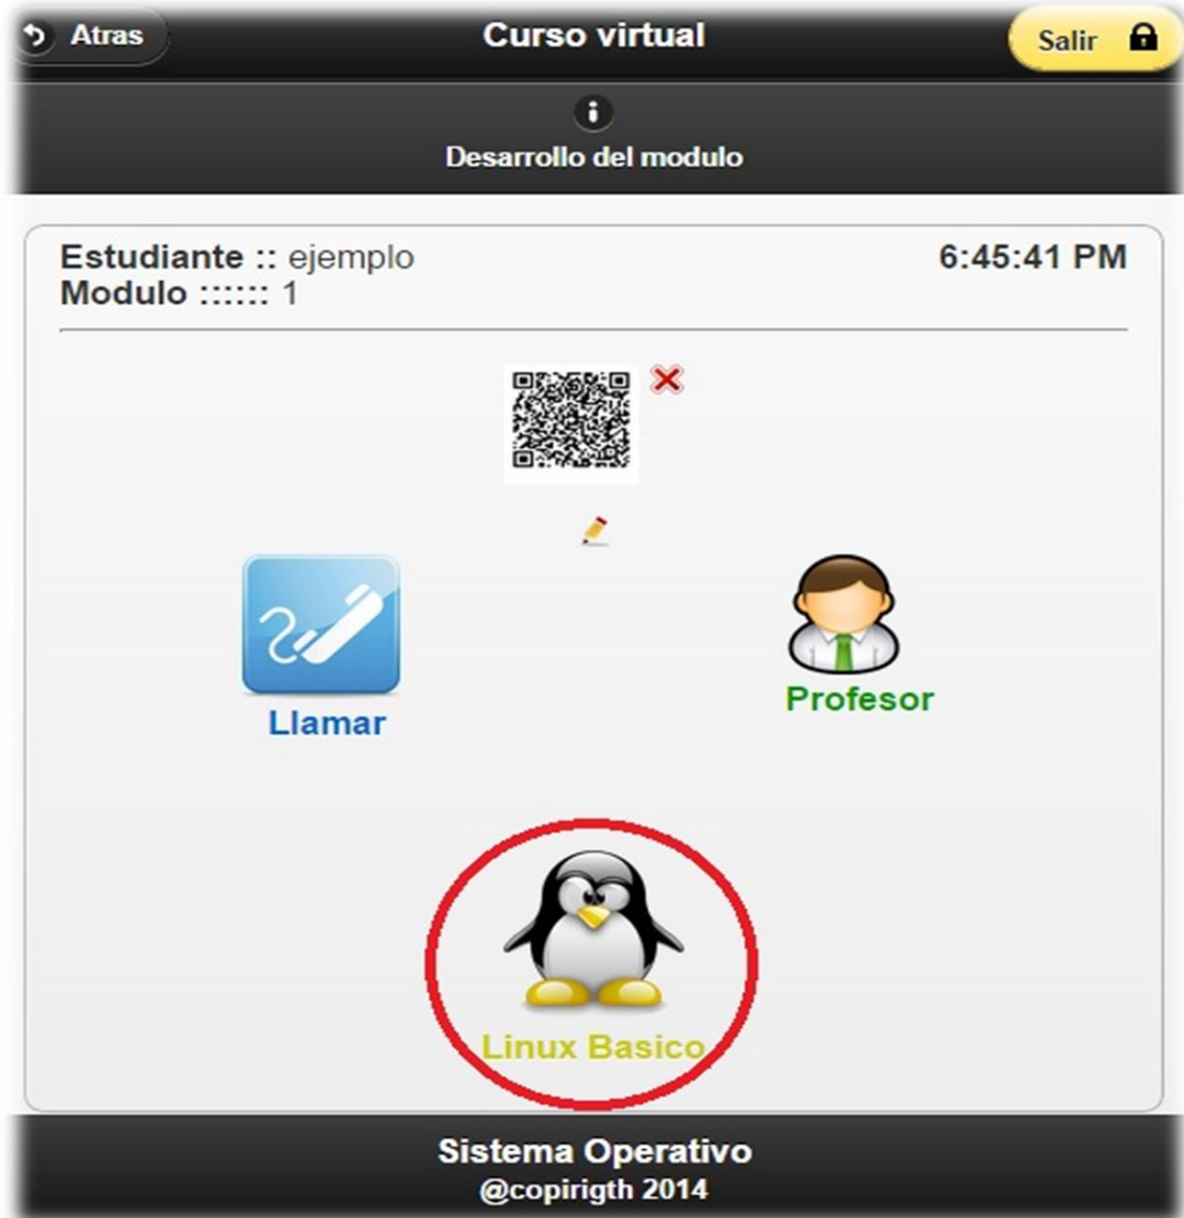 Atras
Curso virtual
Salir
Desarrollo del modulo
Estudiante :: ejemplo
6:45:41 PM
Modulo :::::: 1
Llamar
Profesor
Linux Basico
Sistema Operativo
@copirigth 2014